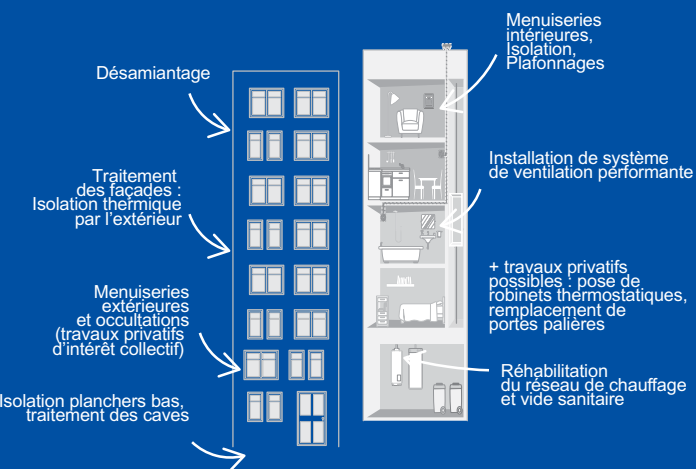 Menuiseries
intérieures,
Isolation,
Plafonnages
Désamiantage
Traitement
des façades :
Isolation thermique
par l'extérieur
Installation de système
de ventilation performante
Menuiseries
extérieures
et occultations
(travaux privatifs
d'intérêt collectif)
+ travaux privatifs
possibles : pose de
robinets thermostatiques,
remplacement de
portes palières
Isolation planchers bas,
traitement des caves
Réhabilitation
du réseau de chauffage
et vide sanitaire